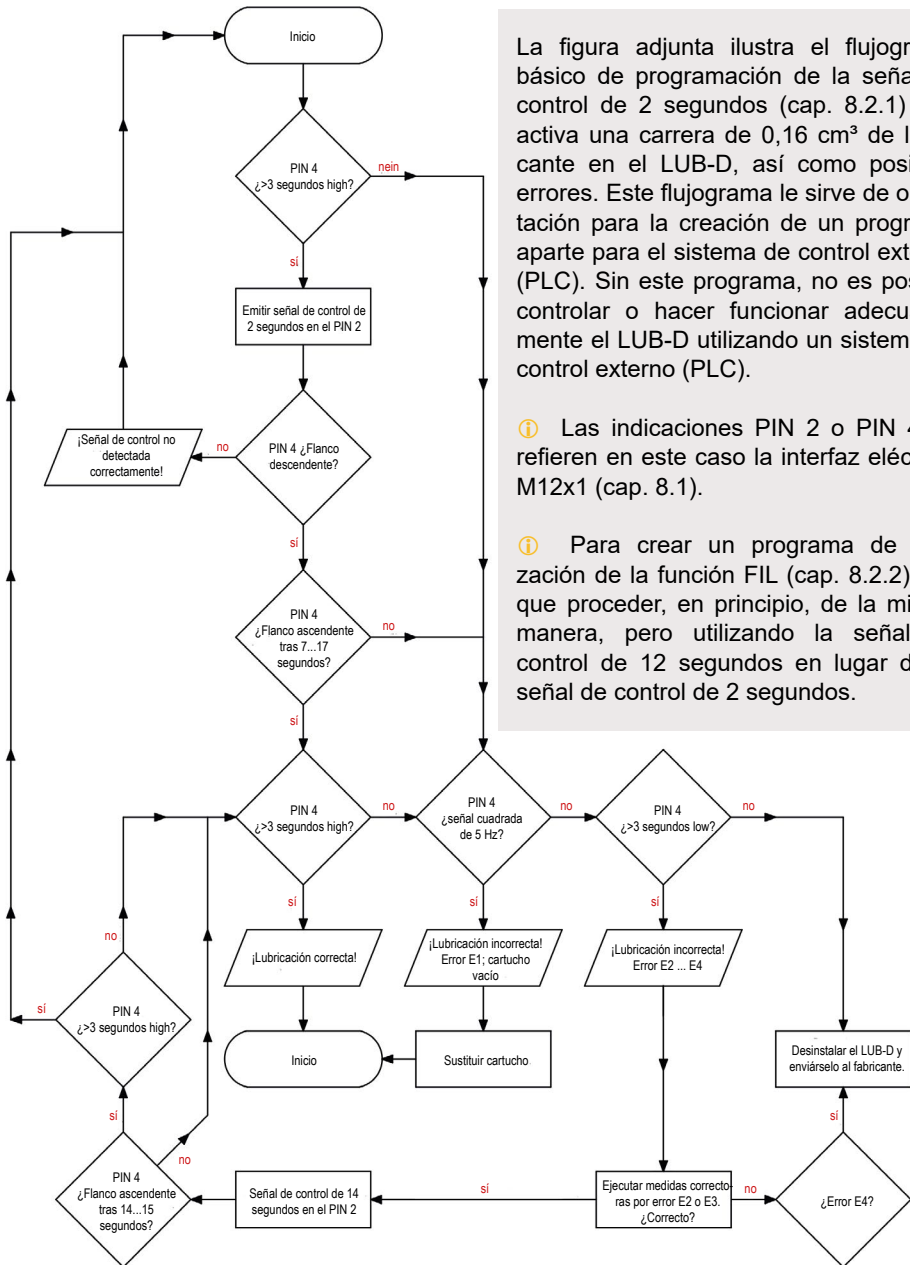 Inicio
PIN 4
¿>3 segundos high?
nein
sí
Emitir señal de control de
2 segundos en el PIN 2
¡Señal de control no
detectada
correctamente!
no
PIN 4 ¿Flanco
descendente?
sí
PIN 4
¿Flanco ascendente
tras 7...17
segundos?
no
sí
La figura adjunta ilustra el flujogr
básico de programación de la seña
control de 2 segundos (cap. 8.2.1)
activa una carrera de 0,16 cm³ de l
cante en el LUB-D, así como posi
errores. Este flujograma le sirve de o
tación para la creación de un progr
aparte para el sistema de control ext
(PLC). Sin este programa, no es pos
controlar o hacer funcionar adecu
mente el LUB-D utilizando un sistem
control externo (PLC).
Las indicaciones PIN 2 o PIN 4
refieren en este caso la interfaz eléc
M12x1 (cap. 8.1).
Para crear un programa de
zación de la función FIL (cap. 8.2.2)
que proceder, en principio, de la mi
manera, pero utilizando la señal
control de 12 segundos en lugar d
señal de control de 2 segundos.
PIN 4
¿>3 segundos high?
no
PIN 4
¿señal cuadrada
de 5 Hz?
no
PIN 4
¿>3 segundos low?
no
sí
sí
sí
¡Lubricación correcta!
¡Lubricación incorrecta!
Error E1; cartucho
vacío
¡Lubricación incorrecta!
Error E2 ... E4
no
PIN 4
¿>3 segundos high?
sí
Inicio
Sustituir cartucho
Desinstalar el LUB-D y
enviárselo al fabricante.
sí
no
sí
PIN 4
¿Flanco ascendente
tras 14...15
segundos?
Señal de control de 14
segundos en el PIN 2
sí
Ejecutar medidas correcto-
ras por error E2 o E3.
¿Correcto?
no
¿Error E4?